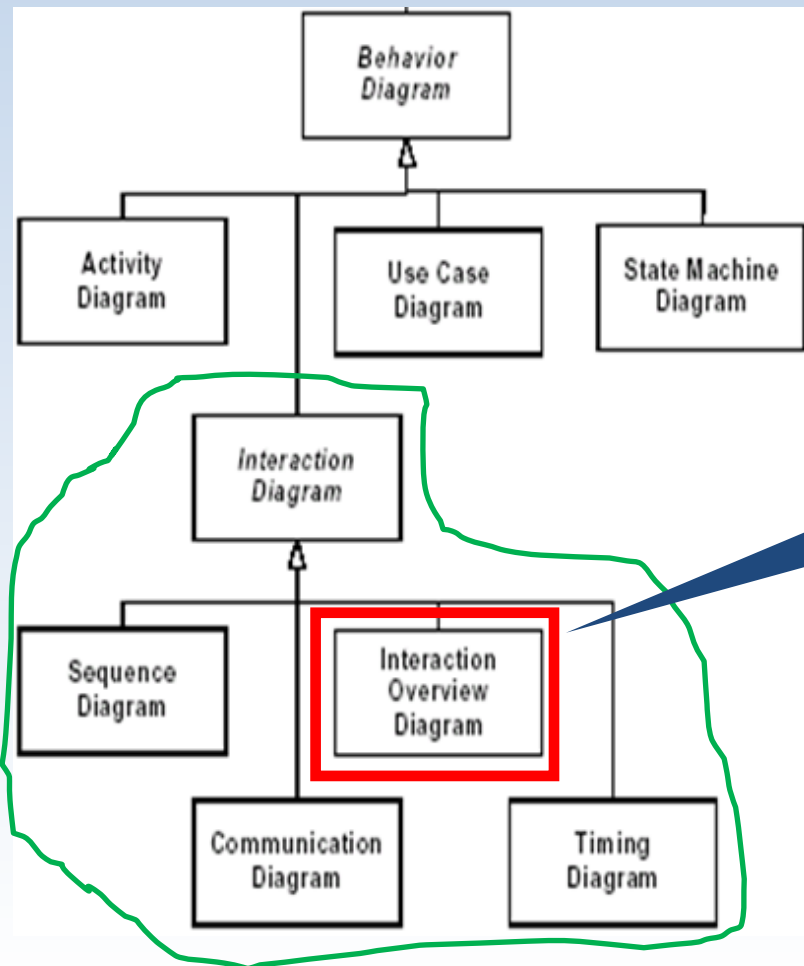 Behavior
Diagram
Activity
Diagram
Use Case
Diagram
State Machine
Diagram
Interaction
Diagram
Sequence
Diagram
Interaction
Overview
Diagram
Communication
Diagram
Timing
Diagram